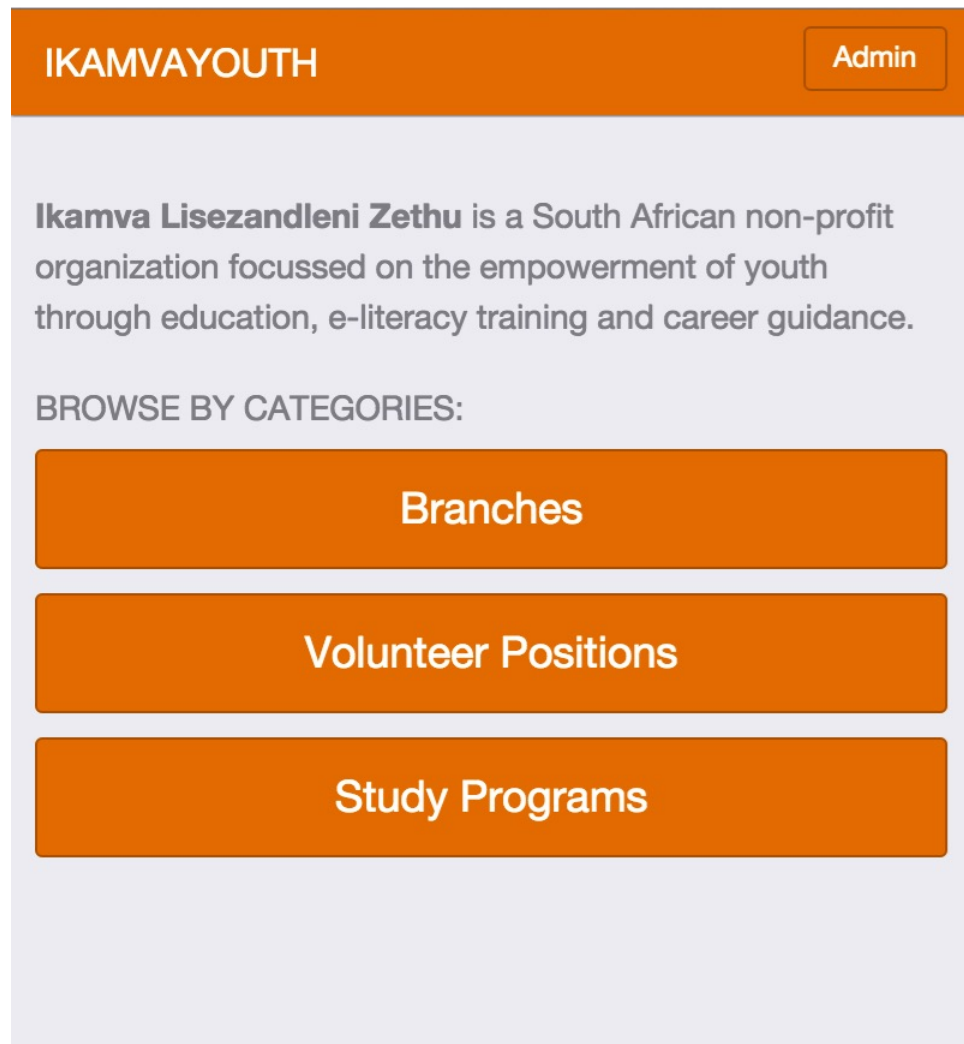 IKAMVAYOUTH
Admin
Ikamva Lisezandleni Zethu is a South African non-profit
organization focussed on the empowerment of youth
through education, e-literacy training and career guidance.
BROWSE BY CATEGORIES:
Branches
Volunteer Positions
Study Programs